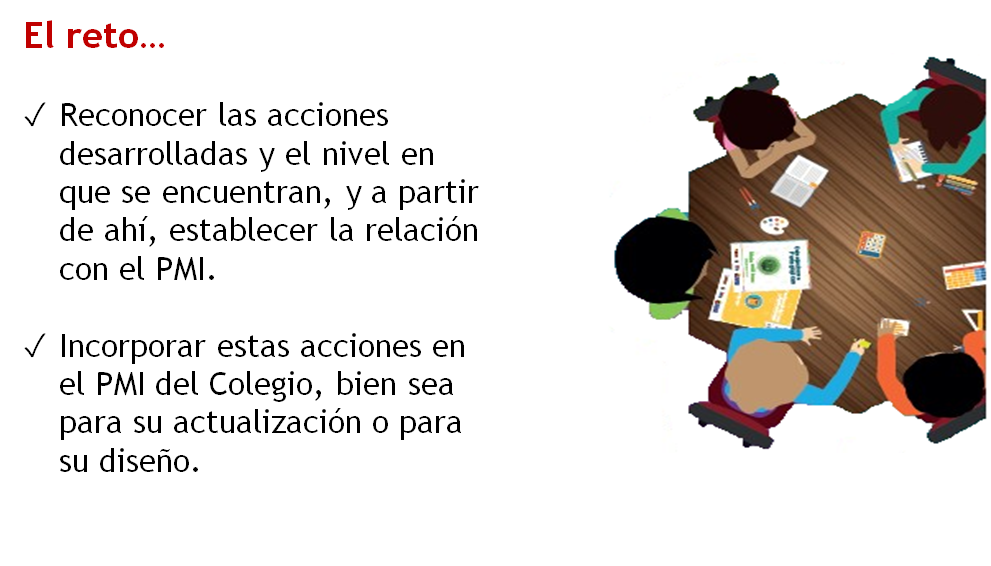 El reto…
✓ Reconocer las acciones
desarrolladas y el nivel en
que se encuentran, y a partir
de ahí, establecer la relación
con el PMI.
✓ Incorporar estas acciones en
el PMI del Colegio, bien sea
para su actualización o para
su diseño.